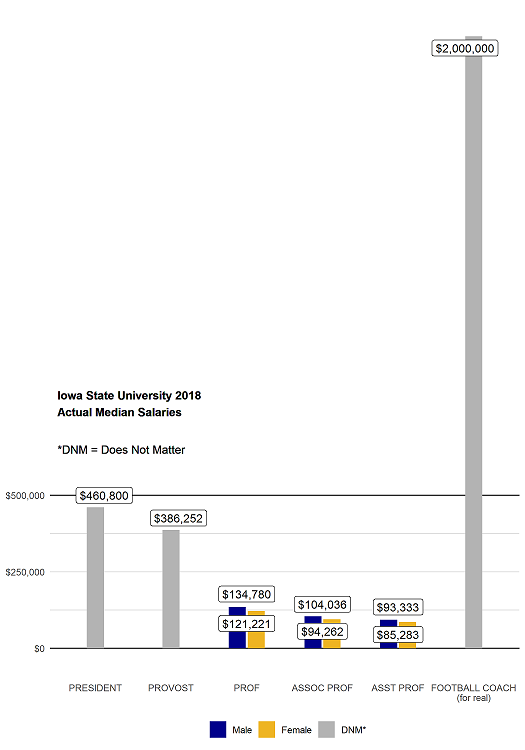 $2,000,000
Iowa State University 2018
Actual Median Salaries
*DNM = Does Not Matter
$500,000
$460,800
$386,252
$250,000
$134,780
$121,221
$104,036
$94,262
$93,333
$85,283
$0
PRESIDENT PROVOST PROF ASSOC PROF ASST PROF FOOTBALL COACH
(for real)
Male Female DNM*